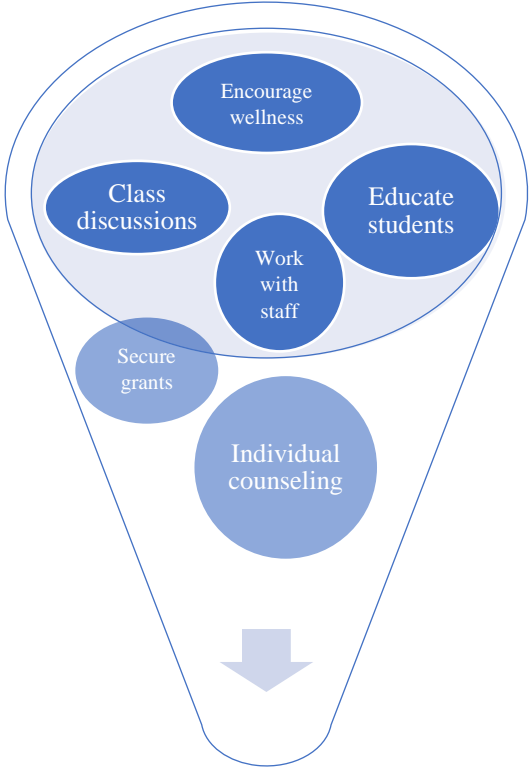 Encourage
wellness
Class
discussions
Educate
students
Work
with
staff
Secure
grants
Individual
counseling